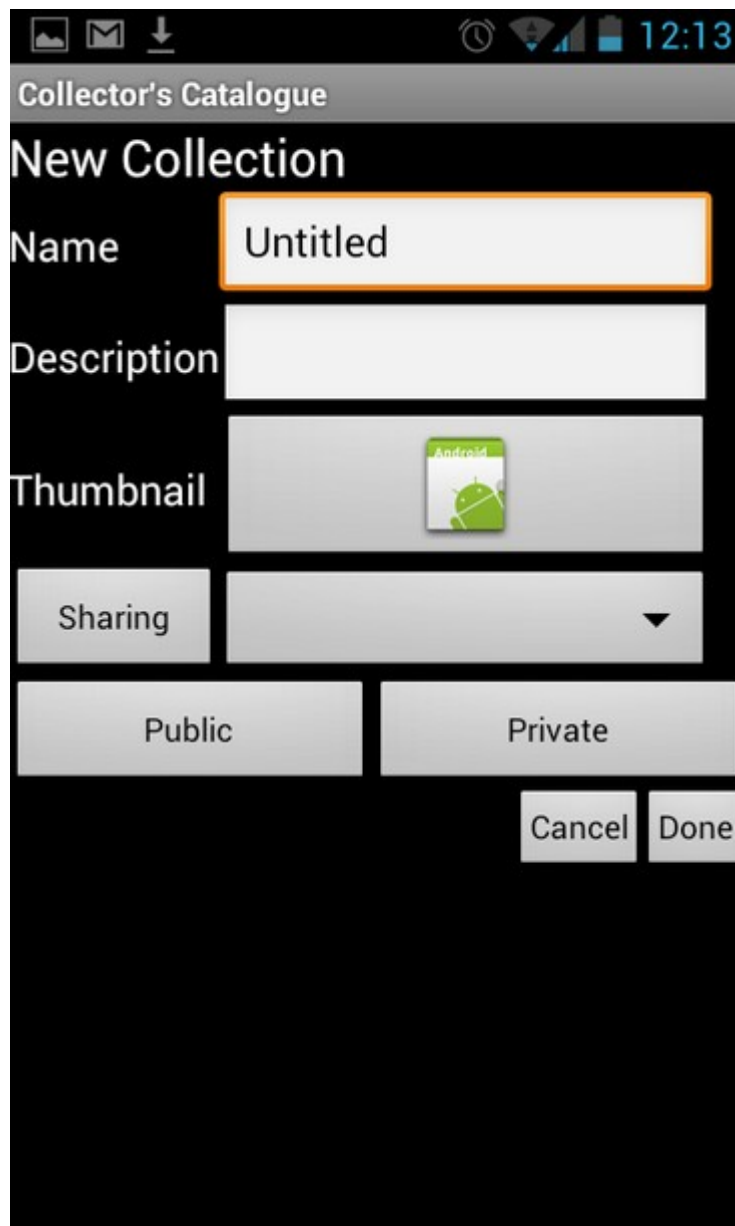 12:13
Collector's Catalogue
New Collection
Name Untitled
Description
Android
Thumbnail
Sharing
Public Private
Cancel Done